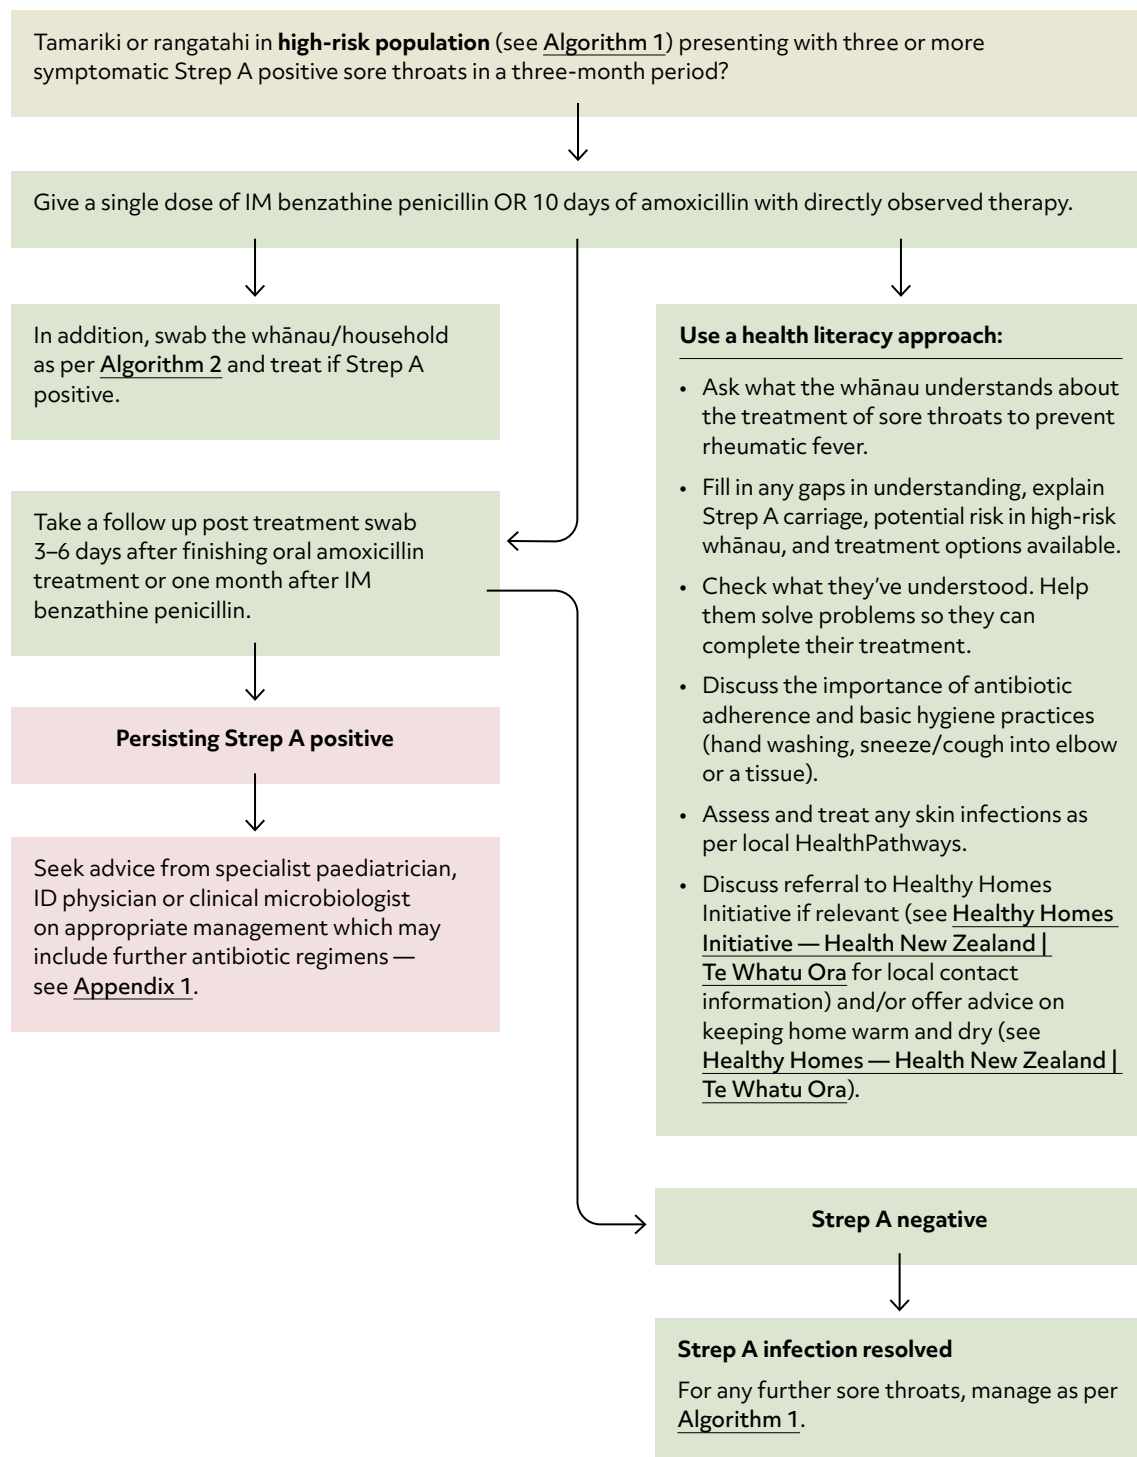 Tamariki or rangatahi in high-risk population (see Algorithm 1) presenting with three or more
symptomatic Strep A positive sore throats in a three-month period?
Give a single dose of IM benzathine penicillin OR 10 days of amoxicillin with directly observed therapy.
In addition, swab the whānau/household
as per Algorithm 2 and treat if Strep A
positive.
Take a follow up post treatment swab
3–6 days after finishing oral amoxicillin
treatment or one month after IM
benzathine penicillin.
Persisting Strep A positive
Seek advice from specialist paediatrician,
ID physician or clinical microbiologist
on appropriate management which may
include further antibiotic regimens —
see Appendix 1.
Use a health literacy approach:
• Ask what the whānau understands about
the treatment of sore throats to prevent
rheumatic fever.
• Fill in any gaps in understanding, explain
Strep A carriage, potential risk in high-risk
whānau, and treatment options available.
• Check what they’ve understood. Help
them solve problems so they can
complete their treatment.
• Discuss the importance of antibiotic
adherence and basic hygiene practices
(hand washing, sneeze/cough into elbow
or a tissue).
• Assess and treat any skin infections as
per local HealthPathways.
• Discuss referral to Healthy Homes
Initiative if relevant (see Healthy Homes
Initiative — Health New Zealand |
Te Whatu Ora for local contact
information) and/or offer advice on
keeping home warm and dry (see
Healthy Homes — Health New Zealand |
Te Whatu Ora).
Strep A negative
Strep A infection resolved
For any further sore throats, manage as per
Algorithm 1.